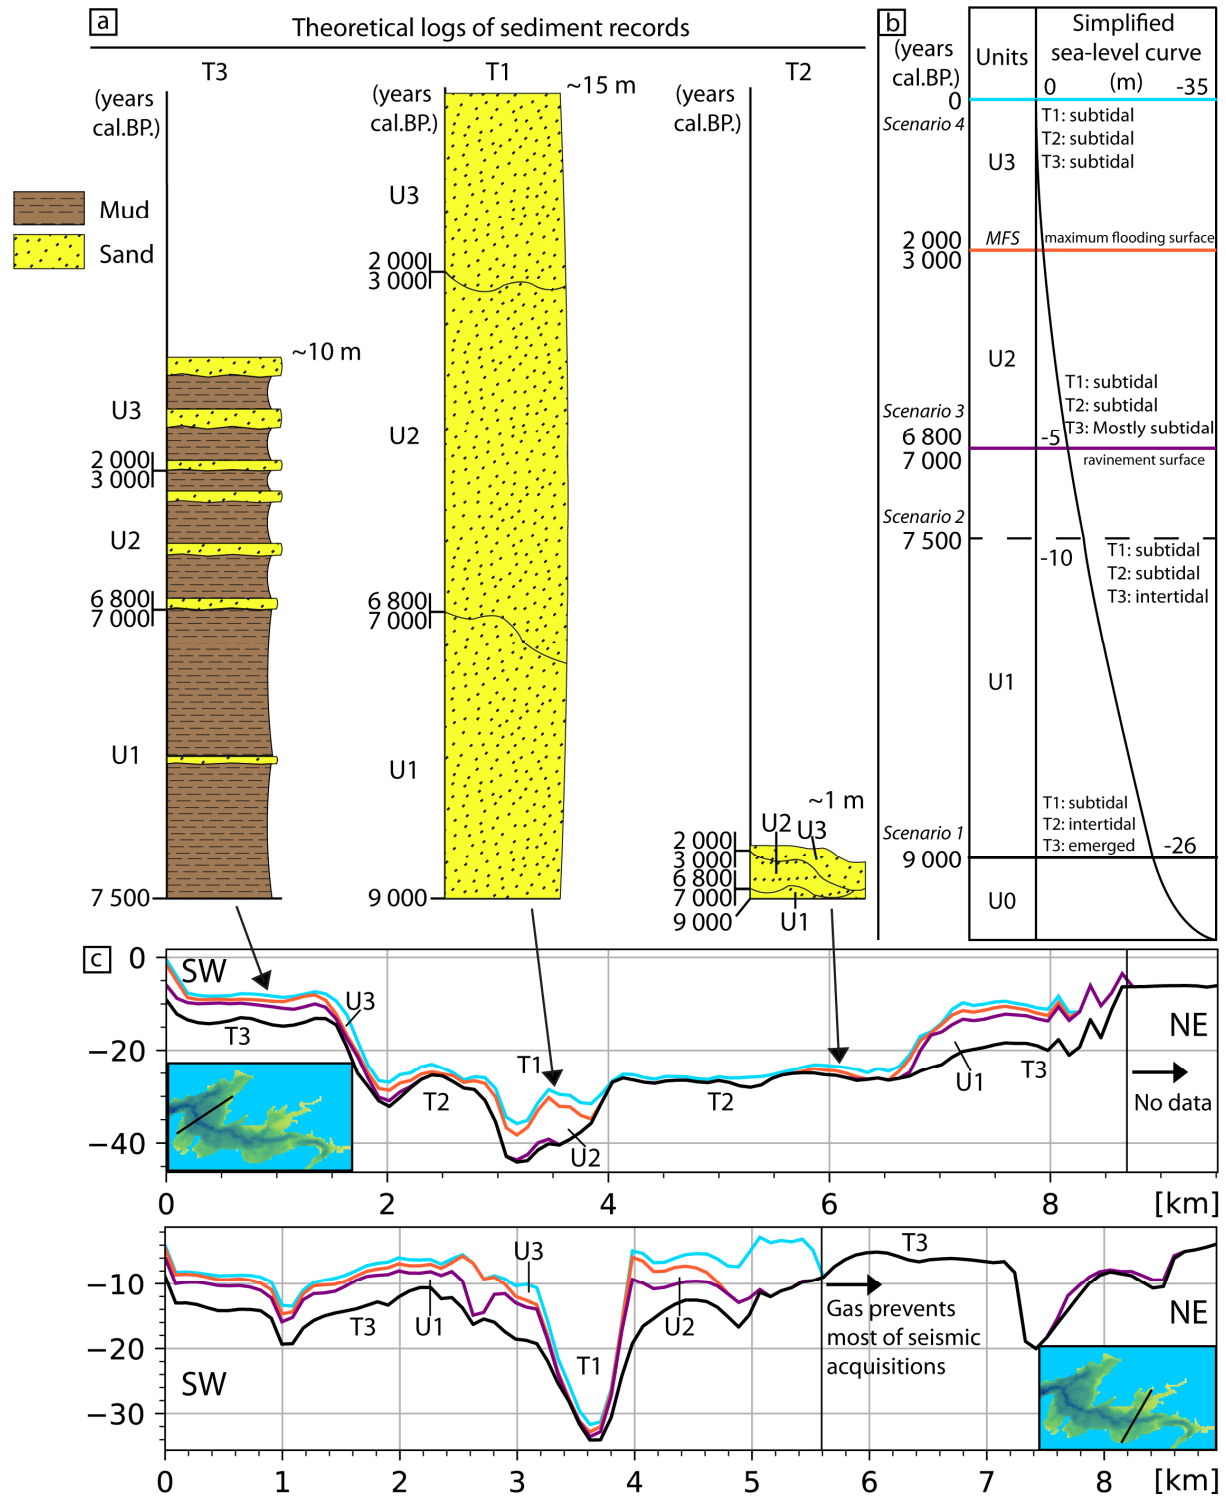 a
Theoretical logs of sediment records
T3
T1
T2
(years
cal.BP.)
(years
cal.BP.)
(years
cal.BP.)
~15 m
Mud
Sand
~10 m
U3
2 000
3 000
U2
6 800
7 000
U1
7 500
U3
2 000
3 000
U2
6 800
7 000
U1
9 000
~1 m
U2
U3
2 000
3 000
6 800
7 000
9 000
U1
b
(years
cal.BP.)
Units
Simplified
sea-level curve
(m)
0
-35
0
Scenario 4
T1: subtidal
T2: subtidal
T3: subtidal
U3
2 000
MFS
maximum flooding surface
3 000
U2
T1: subtidal
T2: subtidal
T3: Mostly subtidal
Scenario 3
6 800
-5
7 000
ravinement surface
Scenario 2
7 500
-10
T1: subtidal
T2: subtidal
T3: intertidal
U1
T1: subtidal
T2: intertidal
T3: emerged
Scenario 1
9 000
-26
U0
c
0
−20
−40
SW
U3
T3
T2
T1
U2
T2
U1
T3
NE
No data
0
2
4
6
8
[km]
−10
−20
−30
SW
T3
U1
U3
T1
U2
T3
Gas prevents
most of seismic
acquisitions
NE
0
1
2
3
4
5
6
7
8
[km]